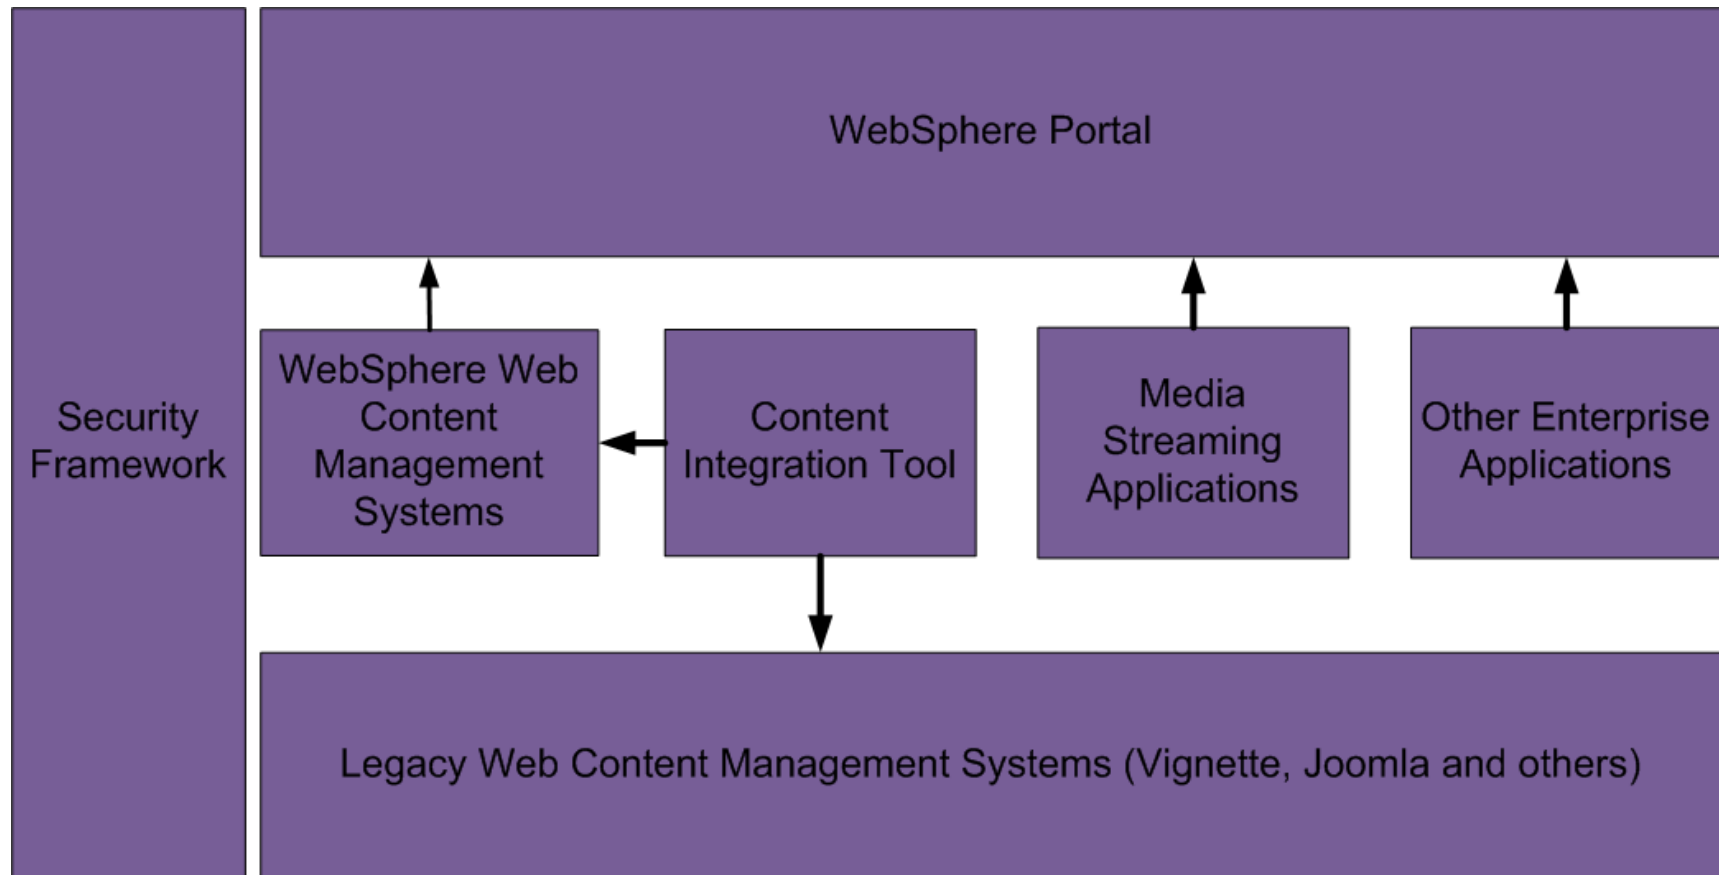 WebSphere Portal
Security
Framework
WebSphere Web
Content
Management
Systems
Content
Integration Tool
Media
Streaming
Applications
Other Enterprise
Applications
Legacy Web Content Management Systems (Vignette, Joomla and others)